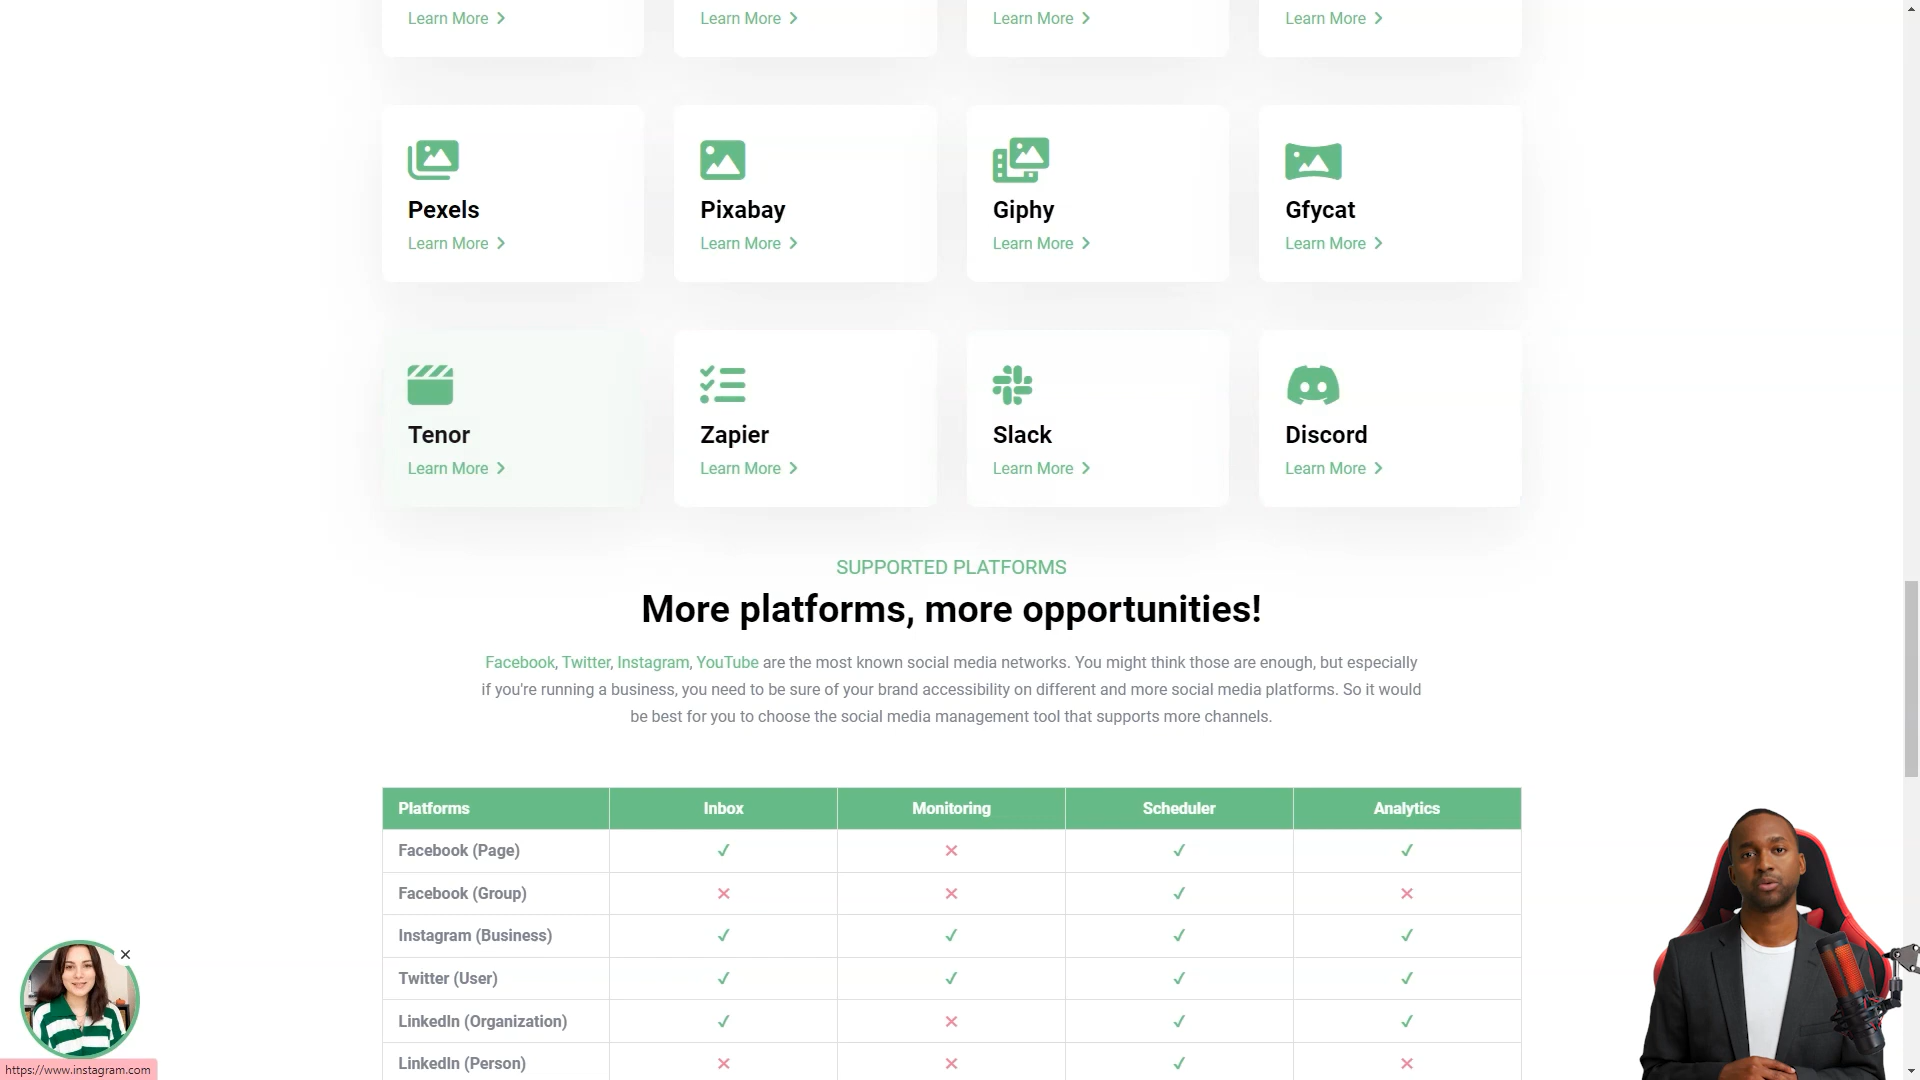 Learn More
Learn More
Learn More
Learn More
Pexels
Pixabay
Giphy
Gfycat
Learn More
Learn More
Learn More
Learn More
Tenor
Zapier
Slack
Discord
Learn More
Learn More
Learn More
Learn More
SUPPORTED PLATFORMS
More platforms, more opportunities!
Facebook, Twitter, Instagram, YouTube are the most known social media networks. You might think those are enough, but especially
if you're running a business, you need to be sure of your brand accessibility on different and more social media platforms. So it would
be best for you to choose the social media management tool that supports more channels.
Platforms Inbox Monitoring Scheduler Analytics
Facebook (Page)
Facebook (Group)
Instagram (Business)
Twitter (User)
LinkedIn (Organization)
LinkedIn (Person)
https://www.instagram.com